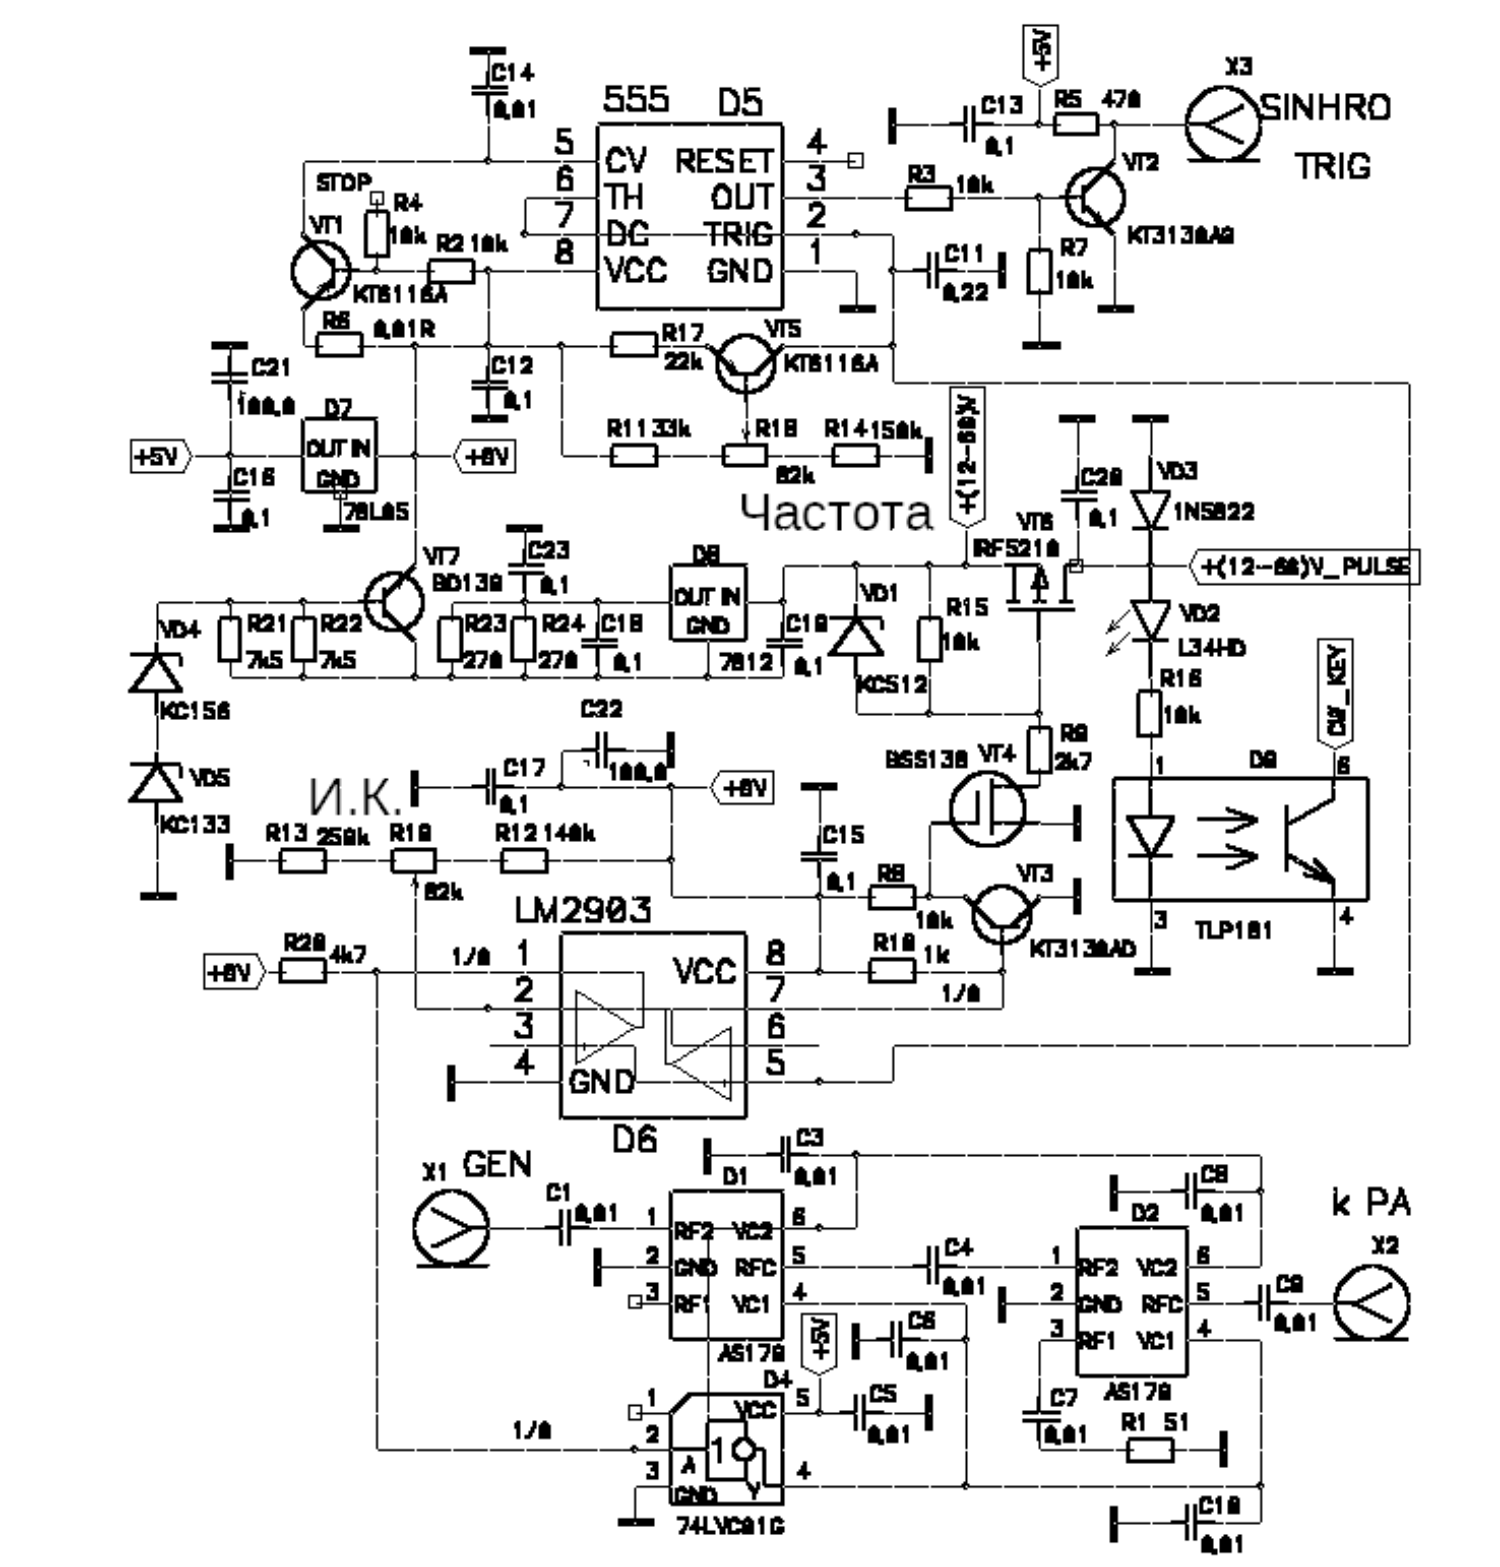 C14
0,01
555 D5
5 CV RESET 4
6 TH OUT 3
7 DC TRIG 2
8 VCC GND 1
C13
0,1
+5V
R5 470
X3
SINHRO
TRIG
VT2
KT3130A9
R3 10k
R7
10k
C11
0,22
STOP
R4
10k
VT1
R2 10k
KT6116A
R6 0,01R
C21
100,0
D7
OUT IN
GND
78L05
+5V
+8V
C16
0,1
C12
0,1
R17
22k
VT5
KT6116A
R11 33k
R18
82k
R14 150k
Частота
+(12-60)V
VT6
C20
0,1
VD3
1N5822
+(12-60)V_PULSE
VT7
BD139
C23
0,1
D8
OUT IN
GND
7812
VD1
KC512
R15
10k
VD2
L34HD
R16
10k
CW_KEY
VD4
KC156
R21
7k5
R22
7k5
R23
270
R24
270
C18
0,1
C19
0,1
VD5
KC133
И.К.
C22
100,0
C17
0,1
+8V
R13 250k
R19
82k
R12 140k
BSS138 VT4
R9
2k7
C15
0,1
R8
10k
VT3
KT3130A9
R10 1k
D9
1
6
3
4
TLP181
LM2903
+8V
R20 4k7
1/0
1 VCC 8
2 7
3 6
4 GND 5
1/0
D6
X1 GEN
C1
0,01
C3
0,01
D1
1 RF2 VC2 6
2 GND RFC 5
3 RF1 VC1 4
AS179
C4
0,01
C8
0,01
D2
1 RF2 VC2 6
2 GND RFC 5
3 RF1 VC1 4
AS179
k PA
X2
C9
0,01
C6
0,01
+5V
D4
1 VCC 5
2 A 1
3 GND Y 4
74LVC01G
1/0
C5
0,01
C7
0,01
R1 51
C10
0,01